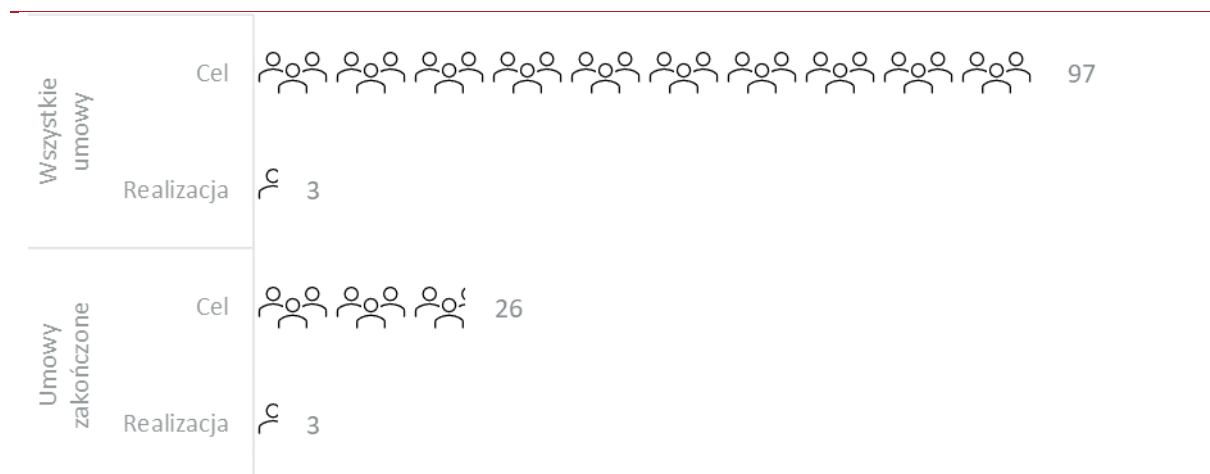 Wszystkie
umowy
Cel
97
Realizacja
3
Umowy
zakończone
Cel
26
Realizacja
3